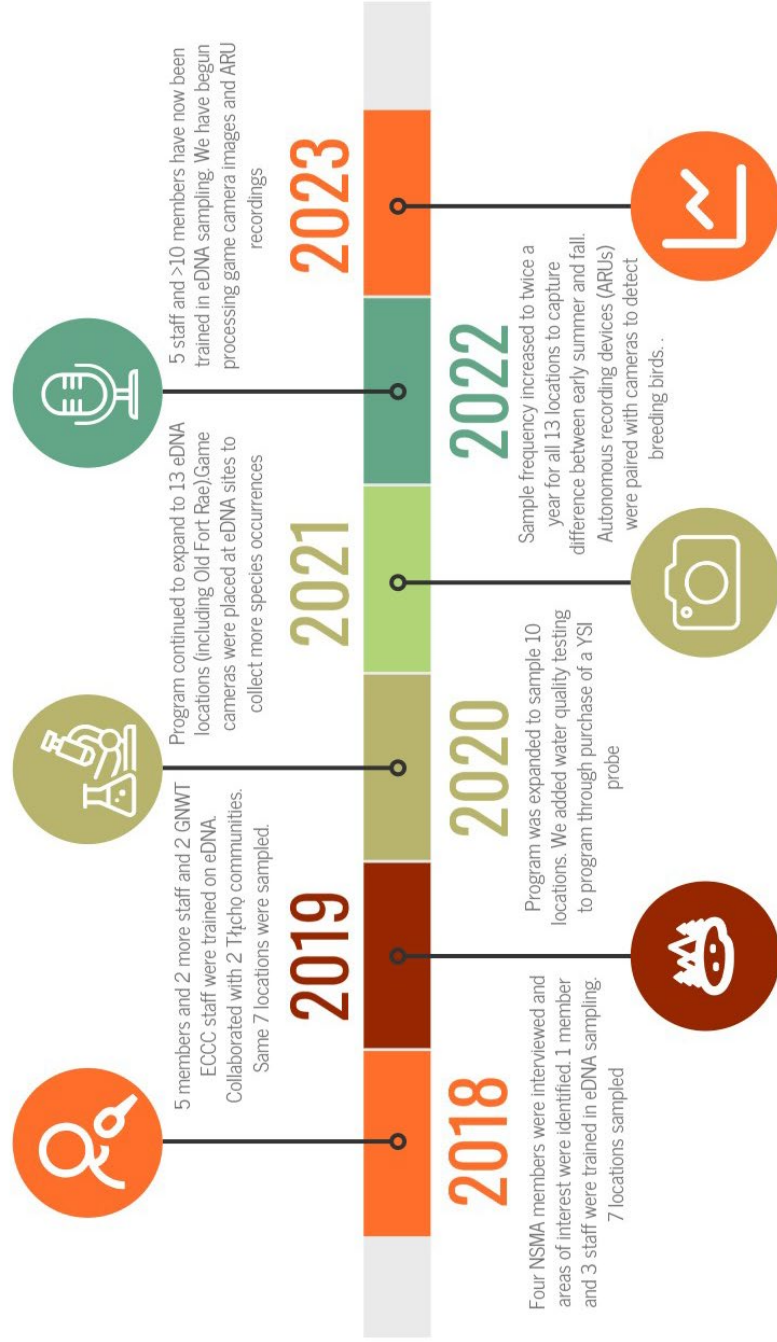 2018
Four NSMA members were interviewed and
areas of interest were identified. 1 member
and 3 staff were trained in eDNA sampling.
7 locations sampled
5 members and 2 more staff and 2 GNWT
ECCC staff were trained on eDNA.
Collaborated with 2 Tłı̨chǫ communities.
Same 7 locations were sampled.
2019
2020
Program was expanded to sample 10
locations. We added water quality testing
to program through purchase of a YSI
probe
Program continued to expand to 13 eDNA
locations (including Old Fort Rae).Game
cameras were placed at eDNA sites to
collect more species occurrences
2021
2022
Sample frequency increased to twice a
year for all 13 locations to capture
difference between early summer and fall.
Autonomous recording devices (ARUs)
were paired with cameras to detect
breeding birds. .
5 staff and >10 members have now been
trained in eDNA sampling. We have begun
processing game camera images and ARU
recordings
2023